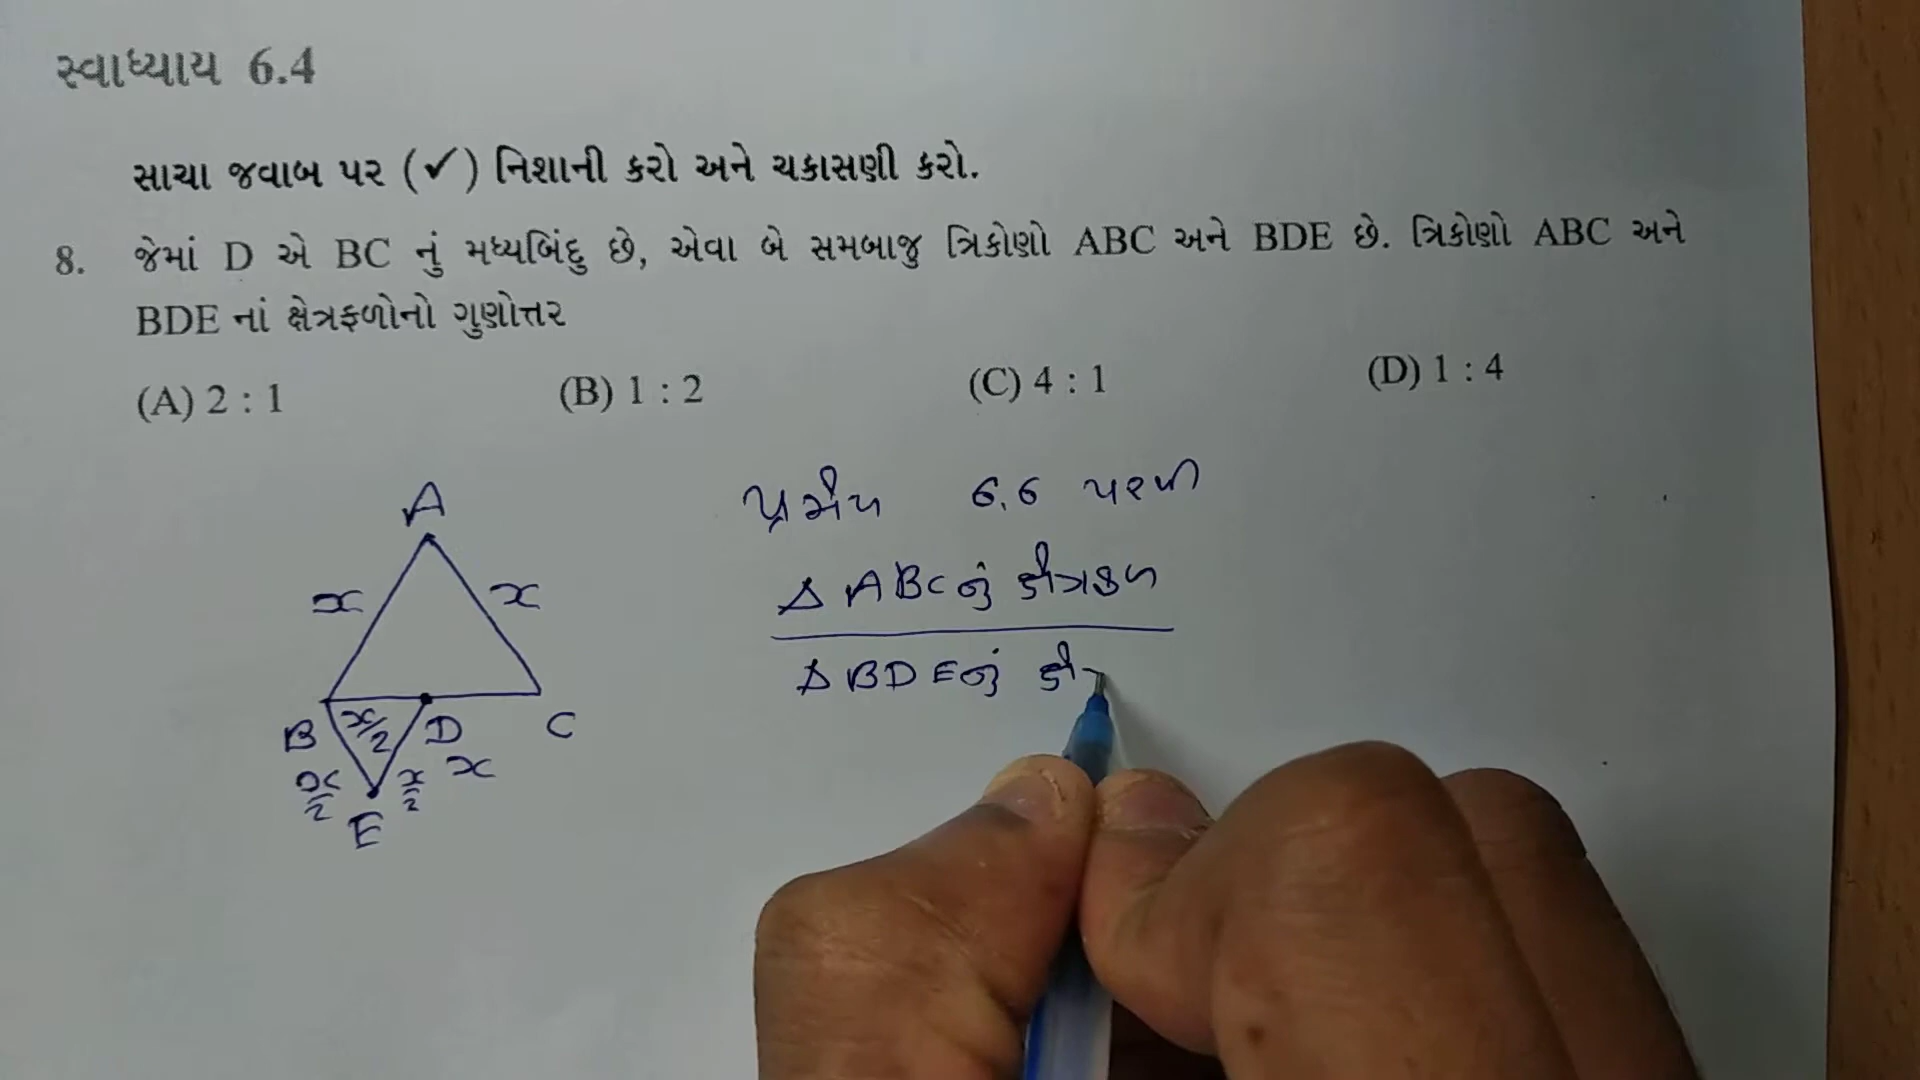 સ્વાધ્યાય 6.4
સાચા જવાબ પર (✓) નિશાની કરો અને ચકાસણી કરો.
8. જેમાં D એ BC નું મધ્યબિંદુ છે, એવા બે સમબાજુ ત્રિકોણો ABC અને BDE છે. ત્રિકોણો ABC અને
BDE નાં ક્ષેત્રફળોનો ગુણોત્તર
(A) 2 : 1 (B) 1 : 2 (C) 4 : 1 (D) 1 : 4
A
x x
B x/2 D C
x/2 x/2 x
E
પ્રમેય 6.6 પરથી
Δ ABCનું ક્ષેત્રફળ
Δ BDEનું ક્ષેત્ર